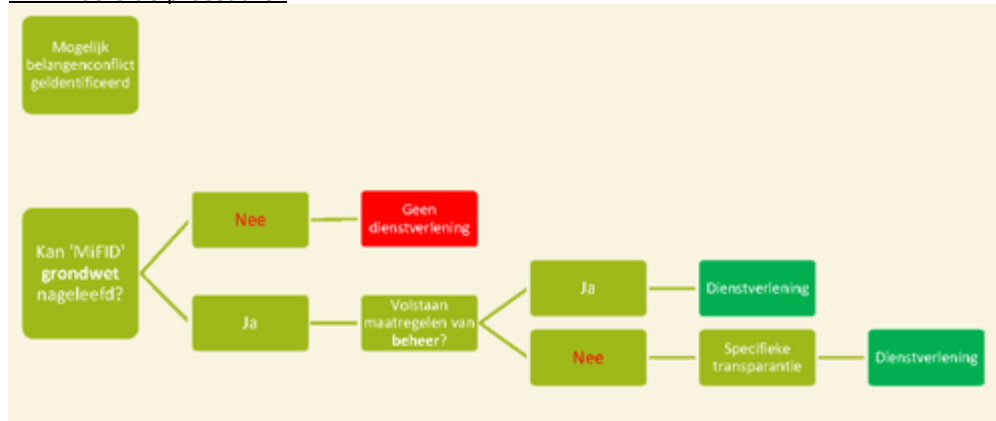 Mogelijk
belangenconflict
geïdentificeerd
Kan 'MiFID'
grondwet
nageleefd?
Nee
Geen
dienstverlening
Ja
Volstaan
maatregelen van
beheer?
Ja
Dienstverlening
Nee
Specifieke
transparantie
Dienstverlening